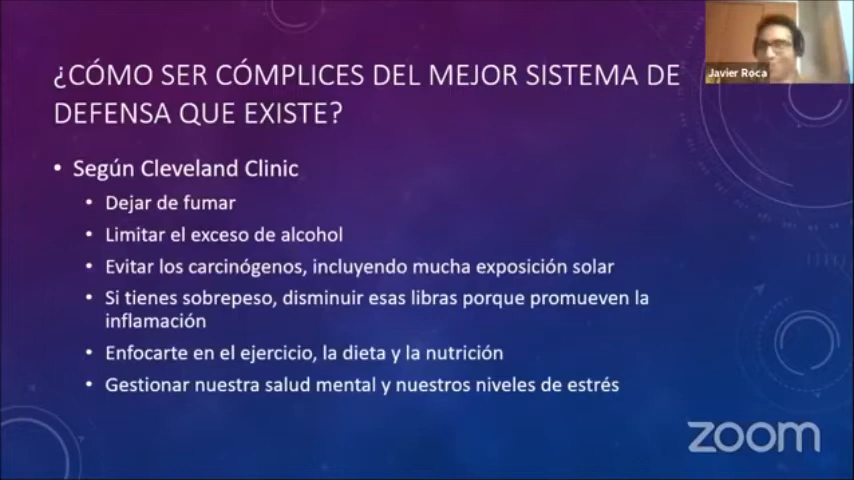 Javier Roca
¿CÓMO SER CÓMPLICES DEL MEJOR SISTEMA DE
DEFENSA QUE EXISTE?
• Según Cleveland Clinic
• Dejar de fumar
• Limitar el exceso de alcohol
• Evitar los carcinógenos, incluyendo mucha exposición solar
• Si tienes sobrepeso, disminuir esas libras porque promueven la
inflamación
• Enfocarte en el ejercicio, la dieta y la nutrición
• Gestionar nuestra salud mental y nuestros niveles de estrés
zoom